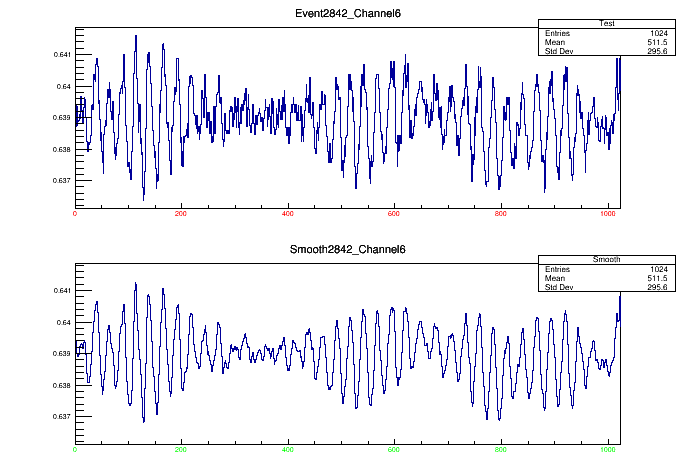 Event2842_Channel6
Test
Entries 1024
Mean 511.5
Std Dev 295.6
0.641
0.64
0.639
0.638
0.637
0 200 400 600 800 1000
Smooth2842_Channel6
Smooth
Entries 1024
Mean 511.5
Std Dev 295.6
0.641
0.64
0.639
0.638
0.637
0 200 400 600 800 1000